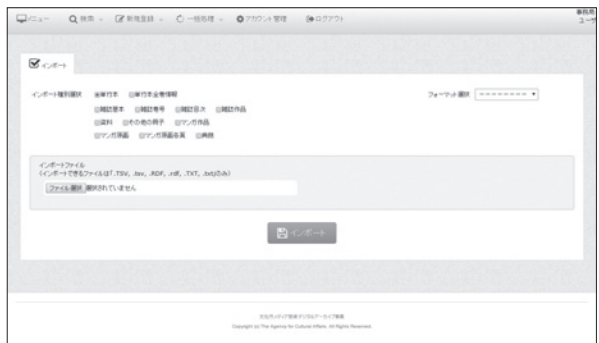 メニュー 検索 新規登録 一括処理 アカウント管理 ログアウト
事務局
ユーザ
インポート
インポート種別選択 単行本 単行本全巻情報 フォーマット選択 --------
雑誌基本 雑誌巻号 雑誌目次 雑誌作品
資料 その他の冊子 マンガ作品
マンガ原画 マンガ原画各頁 典拠
インポートファイル
(インポートできるファイルは「.TSV, .tsv, .RDF, .rdf, .TXT, .txt」のみ)
ファイル選択 選択されていません
インポート
文化庁メディア芸術デジタルアーカイブ事業
Copyright (c) The Agency for Cultural Affairs. All Rights Reserved.